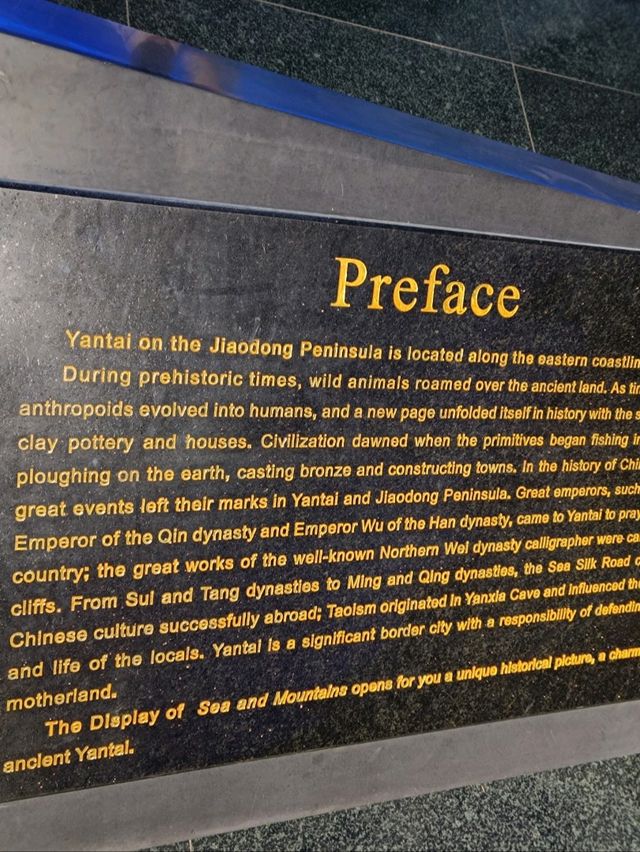 Preface
Yantai on the Jiaodong Peninsula is located along the eastern
During prehistoric times, wild animals roamed over the ancient land. As
anthropoids evolved into humans, and a new page unfolded itself in history with the
clay pottery and houses. Civilization dawned when the primitives began fishing
ploughing on the earth, casting bronze and constructing towns. In the history of
great events left their marks in Yantai and Jiaodong Peninsula. Great emperors, such
Emperor of the Qin dynasty and Emperor Wu of the Han dynasty, came to Yantai to pray
country; the great works of the well-known Northern Wei dynasty calligrapher were
cliffs. From Sui and Tang dynasties to Ming and Qing dynasties, the Sea Silk Road
Chinese culture successfully abroad; Taoism originated in Yanxia Cave and influenced
and life of the locals. Yantai is a significant border city with a responsibility of
motherland.
The Display of Sea and Mountains opens for you a unique historical picture, a
ancient Yantai.